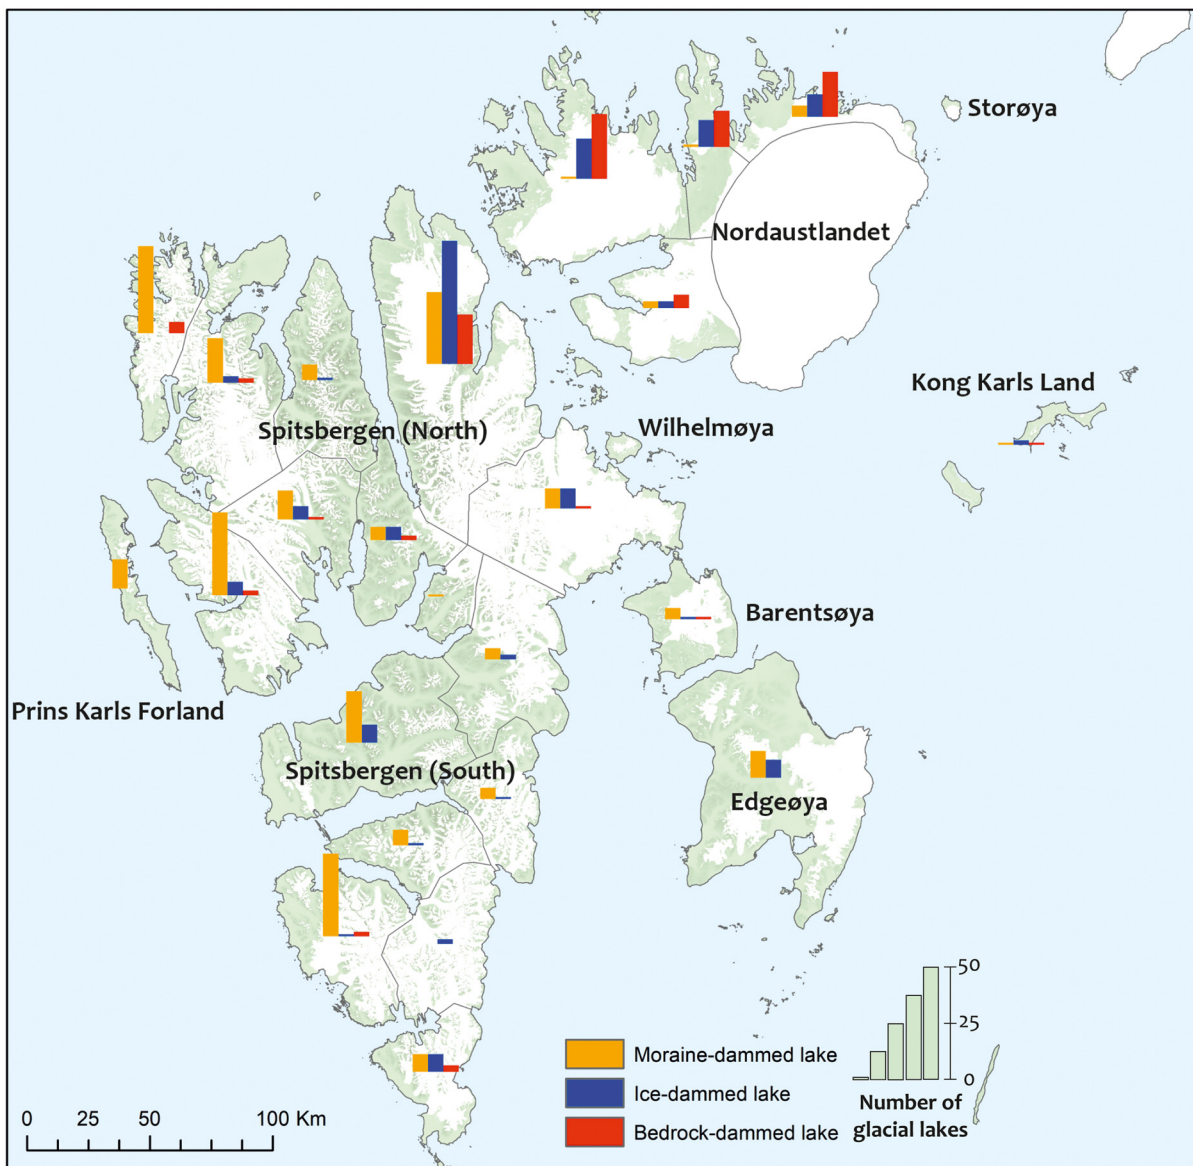 Storøya
Nordaustlandet
Kong Karls Land
Wilhelmøya
Spitsbergen (North)
Barentsøya
Prins Karls Forland
Spitsbergen (South)
Edgeøya
50
25
0
Number of
glacial lakes
Moraine-dammed lake
Ice-dammed lake
Bedrock-dammed lake
0 25 50 100 Km